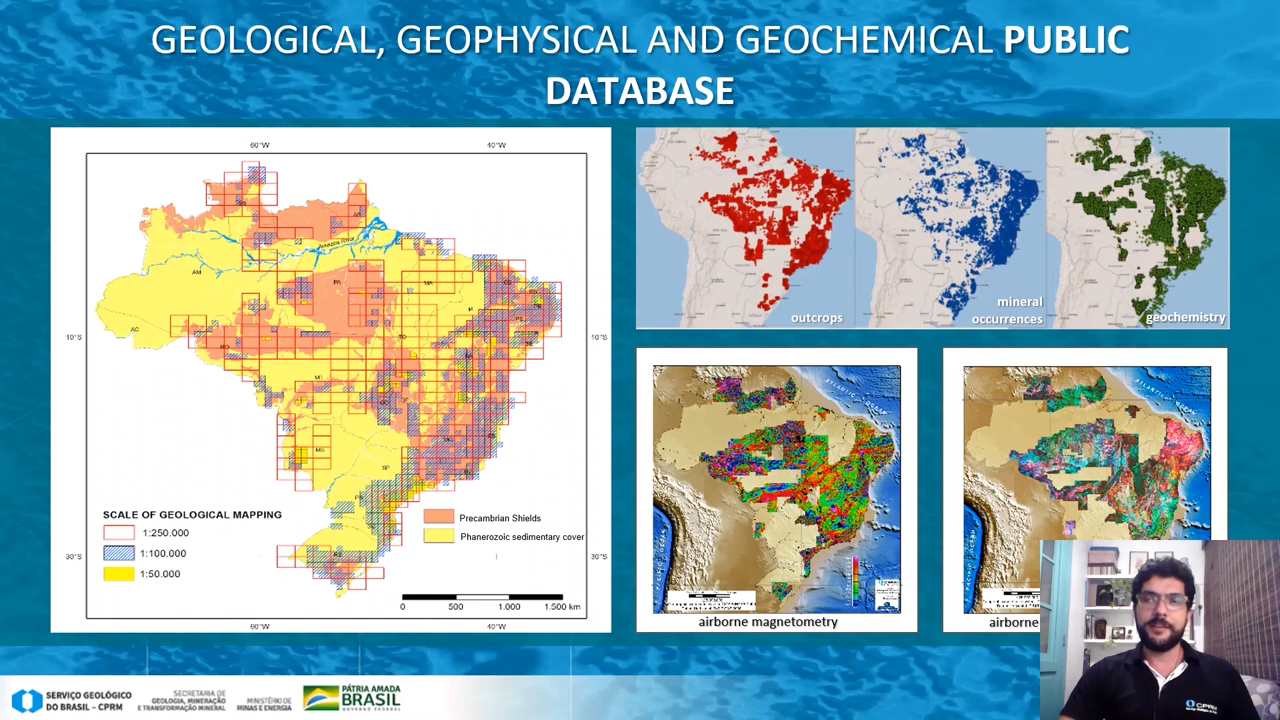 GEOLOGICAL, GEOPHYSICAL AND GEOCHEMICAL PUBLIC
DATABASE
60°W
40°W
AM
Amazon River
PA
MA
AC
RO
TO
MT
MS
SP
10°S
10°S
30°S
30°S
SCALE OF GEOLOGICAL MAPPING
1:250.000
1:100.000
1:50.000
Precambrian Shields
Phanerozoic sedimentary cover
0 500 1.000 1.500 km
60°W
40°W
outcrops
mineral
occurrences
geochemistry
ATLANTIC OCEAN
PACIFIC OCEAN
airborne magnetometry
ATLANTIC OCEAN
PACIFIC OCEAN
airborne
SERVIÇO GEOLÓGICO
DO BRASIL – CPRM
SECRETARIA DE
GEOLOGIA, MINERAÇÃO
E TRANSFORMAÇÃO MINERAL
MINISTÉRIO DE
MINAS E ENERGIA
PÁTRIA AMADA
BRASIL
GOVERNO FEDERAL
CPRM